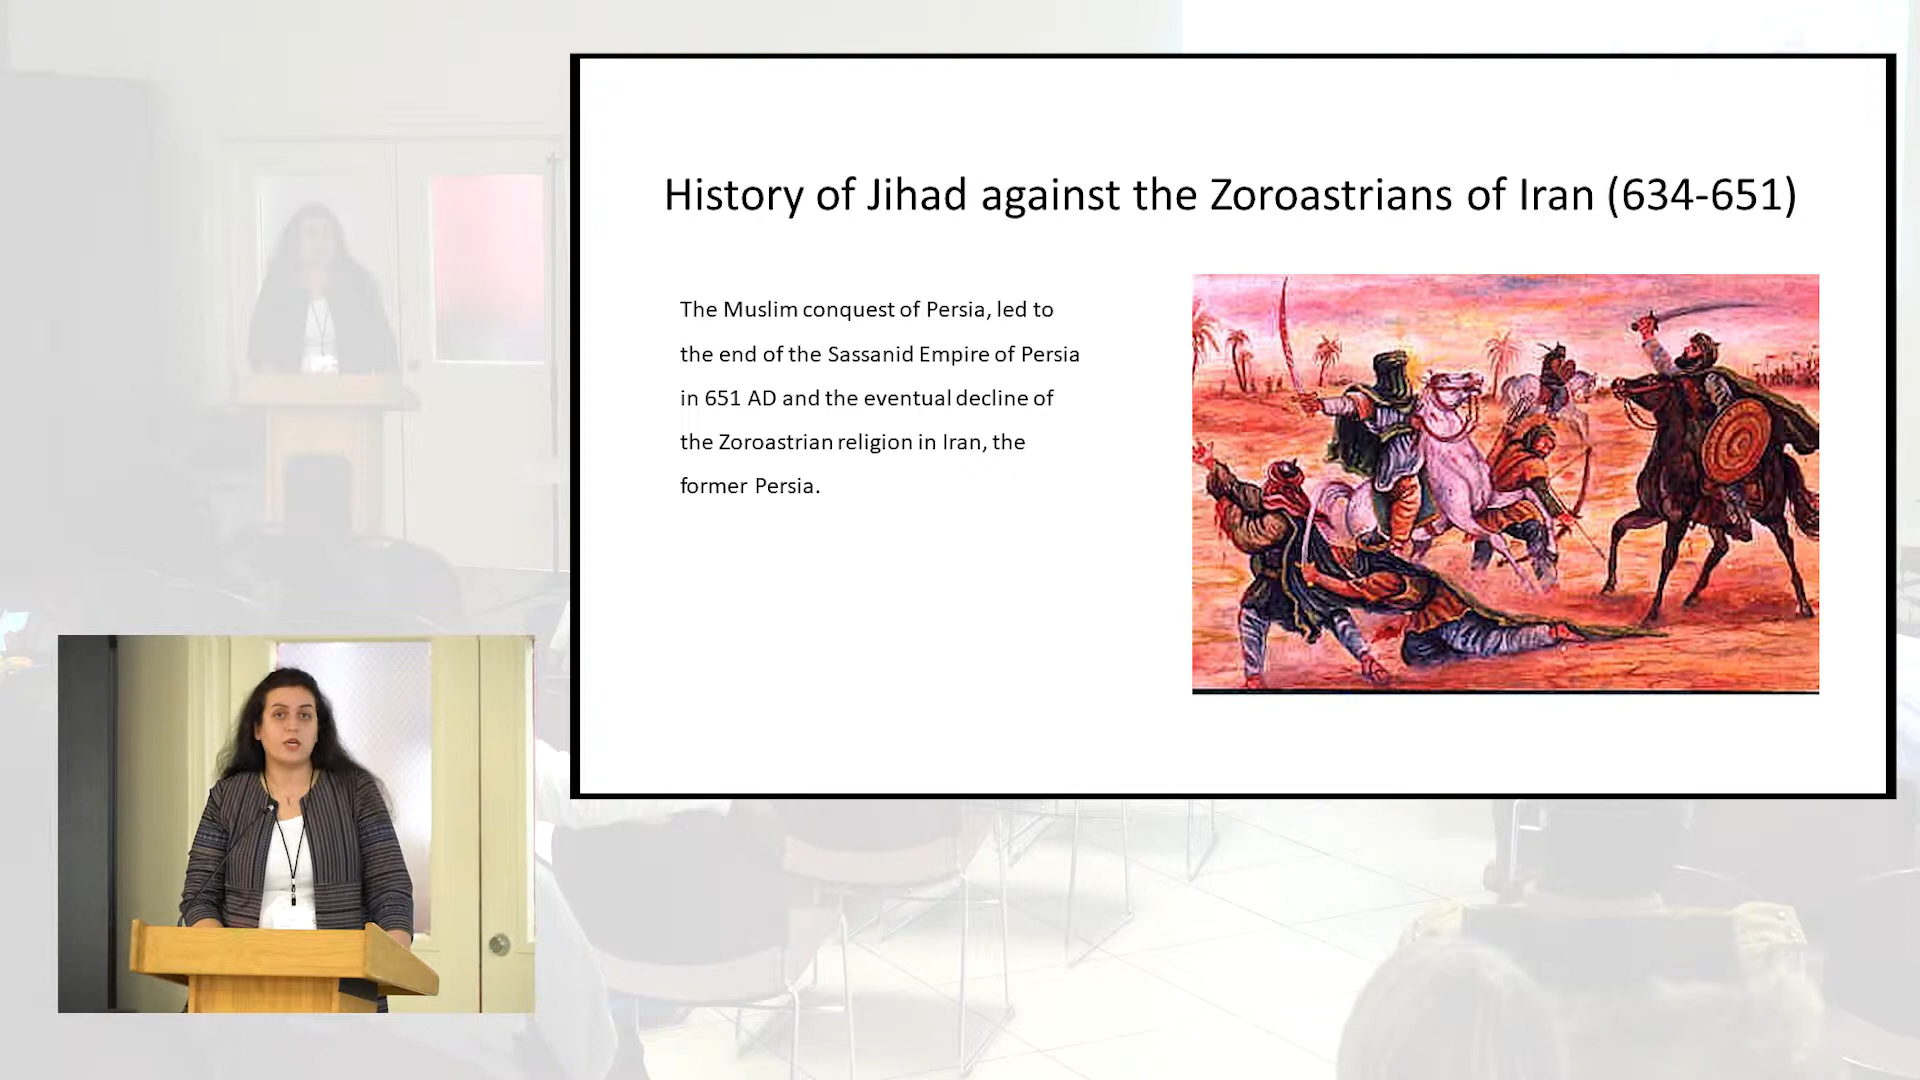 History of Jihad against the Zoroastrians of Iran (634-651)
The Muslim conquest of Persia, led to
the end of the Sassanid Empire of Persia
in 651 AD and the eventual decline of
the Zoroastrian religion in Iran, the
former Persia.